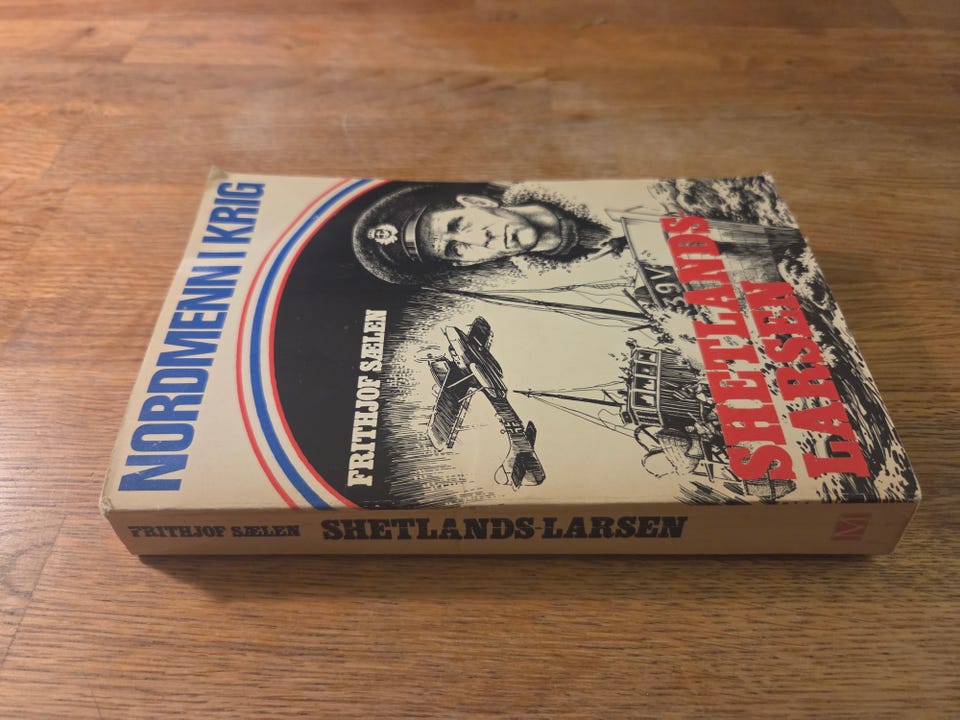 NORDMENN I KRIG
FRITHJOF SÆLEN
SHETLANDS-
LARSEN
FRITHJOF SÆLEN SHETLANDS-LARSEN
M